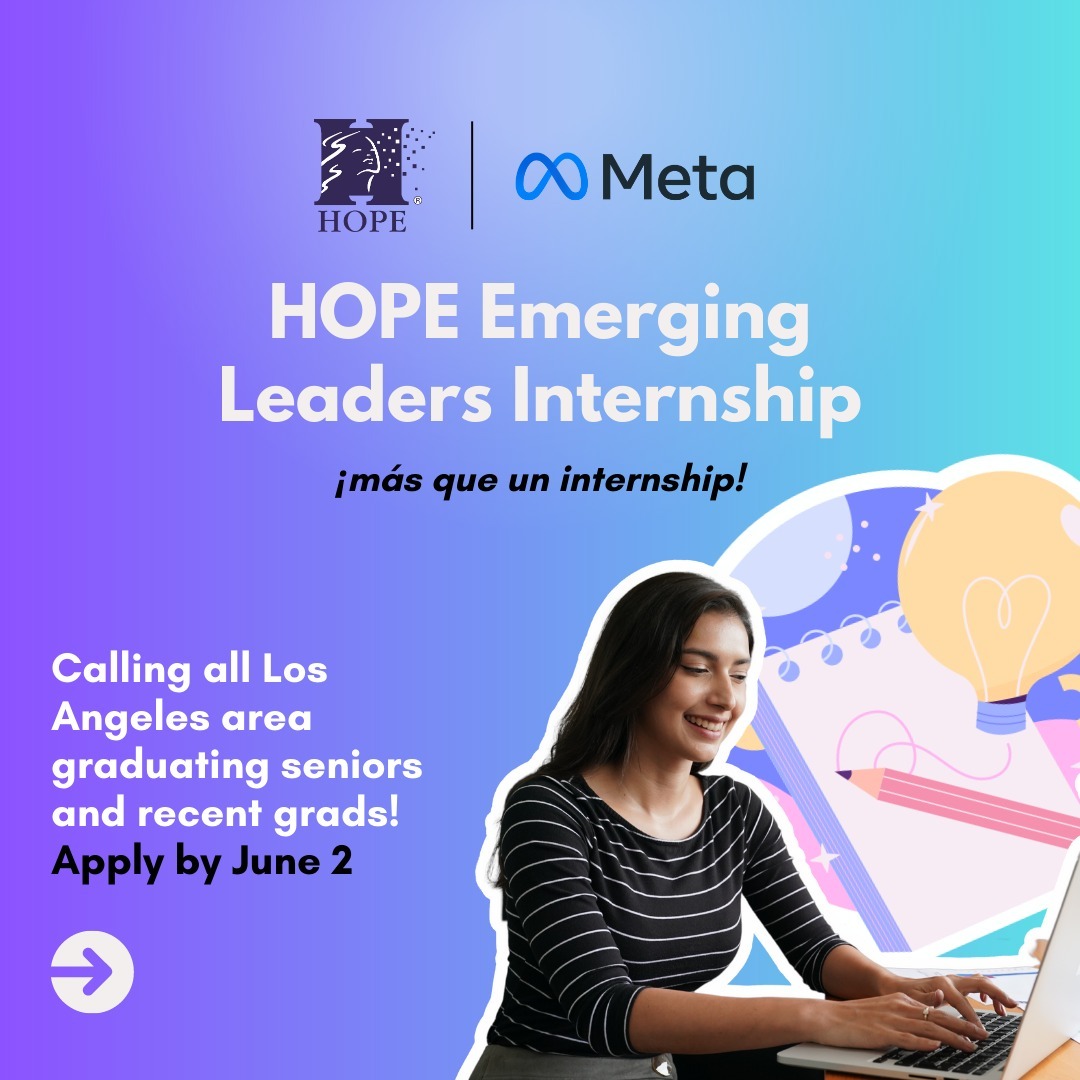 HOPE®
Meta
HOPE Emerging
Leaders Internship
¡más que un internship!
Calling all Los
Angeles area
graduating seniors
and recent grads!
Apply by June 2